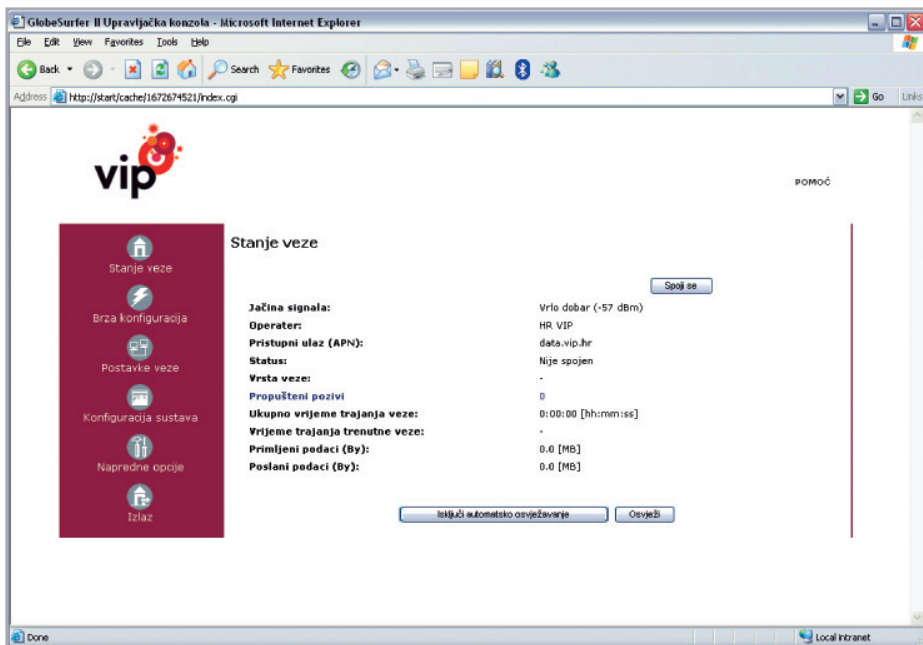 GlobeSurfer II Upravljačka konzola - Microsoft Internet Explorer
File Edit View Favorites Tools Help
Back Search Favorites
Address http://start/cache/1672674521/index.cgi Go Links
vip
POMOĆ
Stanje veze
Brza konfiguracija
Postavke veze
Konfiguracija sustava
Napredne opcije
Izlaz
Stanje veze
Spoji se
Jačina signala: Vrlo dobar (-57 dBm)
Operater: HR VIP
Pristupni ulaz (APN): data.vip.hr
Status: Nije spojen
Vrsta veze: -
Propušteni pozivi 0
Ukupno vrijeme trajanja veze: 0:00:00 [hh:mm:ss]
Vrijeme trajanja trenutne veze: -
Primljeni podaci (By): 0.0 [MB]
Poslani podaci (By): 0.0 [MB]
Isključi automatsko osvježavanje Osvježi
Done Local intranet